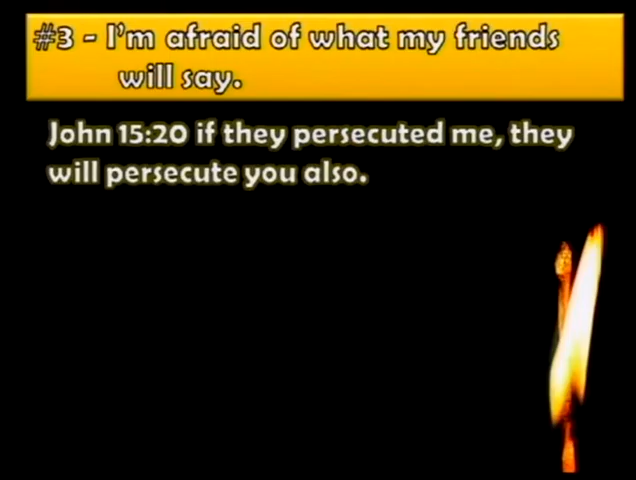 #3 - I'm afraid of what my friends
will say.
John 15:20 if they persecuted me, they
will persecute you also.